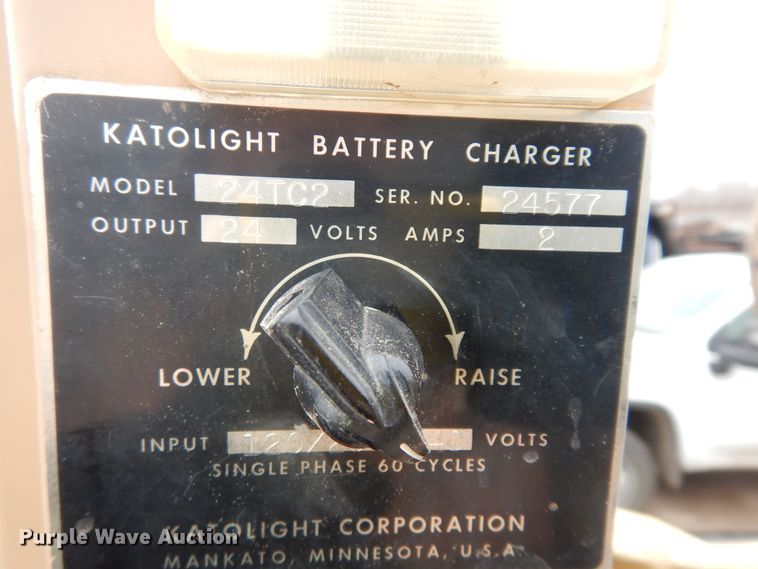 KATOLIGHT BATTERY CHARGER
MODEL 24TC2 SER. NO. 24577
OUTPUT 24 VOLTS AMPS 2
LOWER RAISE
INPUT VOLTS
SINGLE PHASE 60 CYCLES
KATOLIGHT CORPORATION
MANKATO, MINNESOTA, U.S.A.
Purple Wave Auction